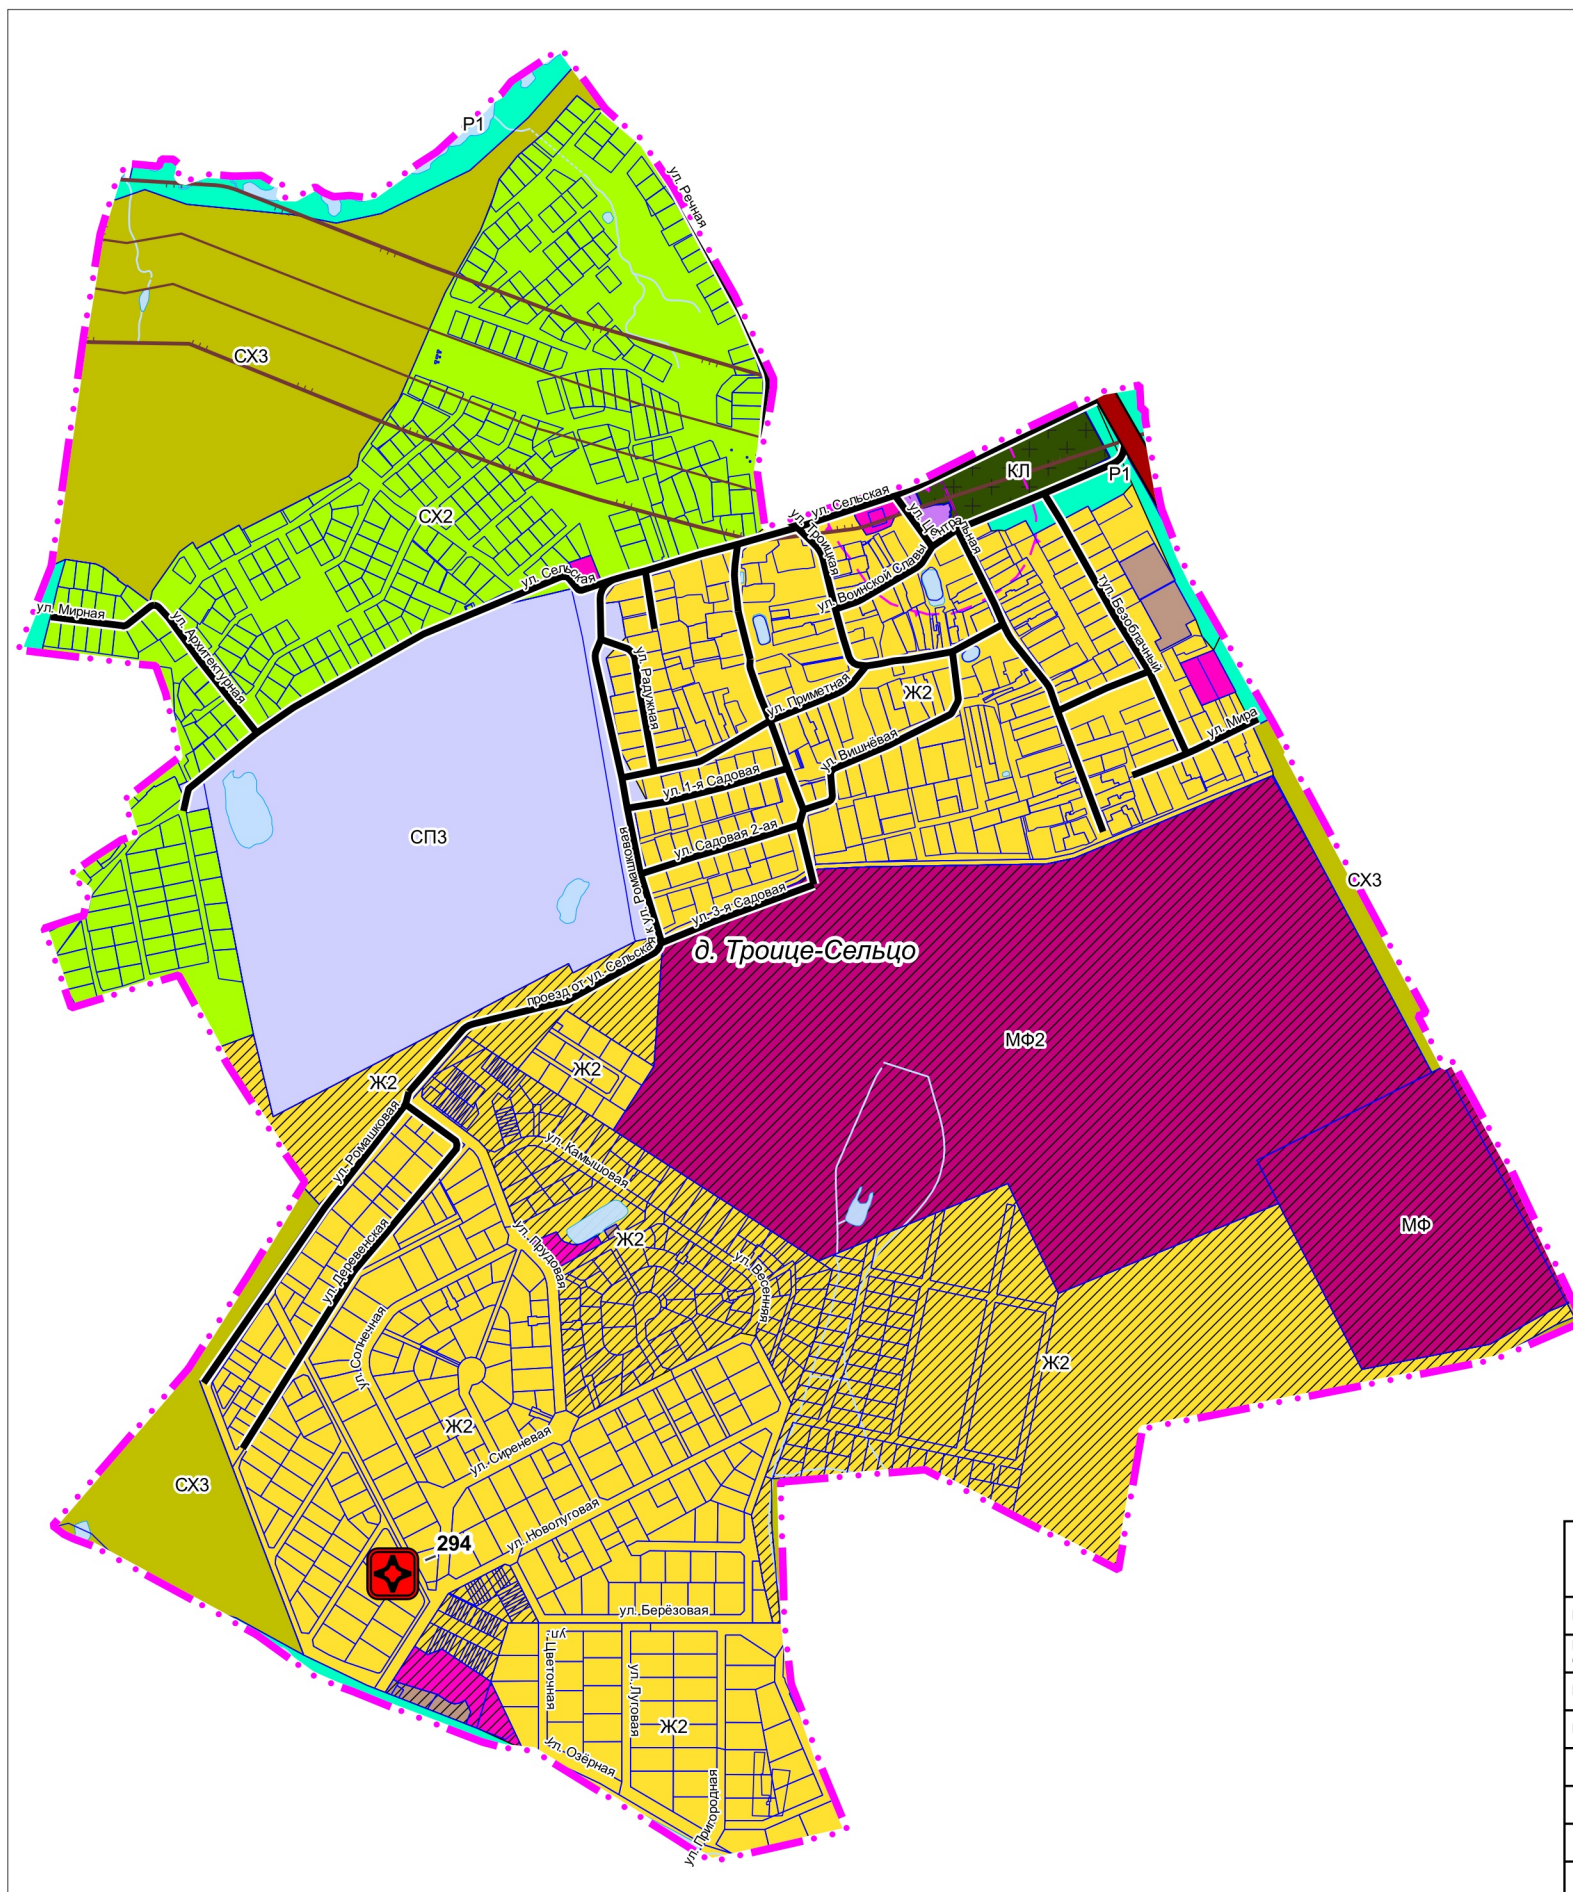 Р1
ул. Речная
СХ3
СХ2
ул. Сельская
КЛ
Р1
ул. Троицкая
ул. Центральная
ул. Сельская
ул. Воинской Славы
ул. Мирная
ул. Архитектурная
тул. Безоблачный
ул. Радужная
ул. Приметная
Ж2
ул. Вишнёвая
ул. Мира
ул. 1-я Садовая
СП3
ул. Садовая 2-ая
СХ3
ул. 3-я Садовая
проезд от ул. Сельская к ул. Ромашковая
д. Троице-Сельцо
МФ2
Ж2
Ж2
ул. Ромашковая
ул. Камышовая
МФ
ул. Прудовая
Ж2
ул. Деревенская
ул. Весенняя
ул. Солнечная
Ж2
Ж2
ул. Сиреневая
СХ3
ул. Новолуговая
294
ул. Берёзовая
ул. Цветочная
ул. Луговая
Ж2
ул. Озёрная
ул. Пригородная